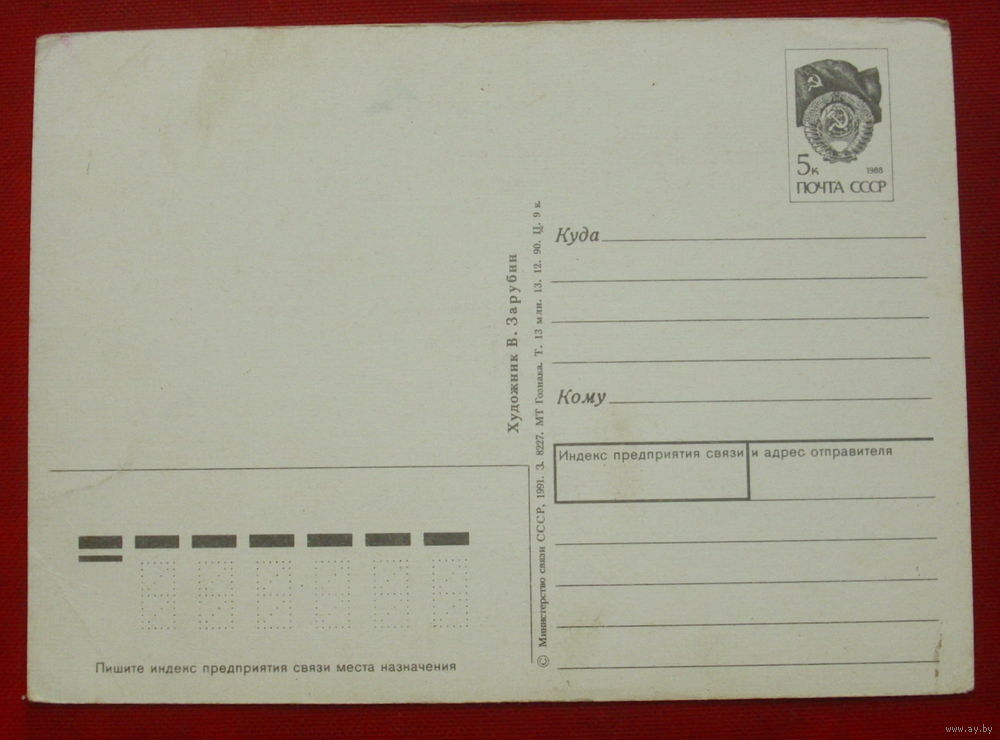 5к 1988
ПОЧТА СССР
Куда
Кому
Индекс предприятия связи и адрес отправителя
Художник В. Зарубин
© Министерство связи СССР, 1991. З. 8227. МТ Гознака. Т. 13 млн. 13. 12. 90. Ц. 9 к.
Пишите индекс предприятия связи места назначения
www.ay.by